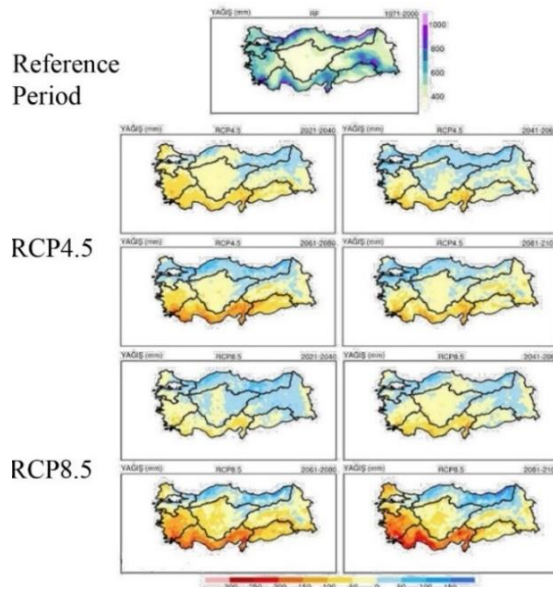 YAĞIŞ (mm) RF 1971-2000
1000
800
600
400
Reference
Period
YAĞIŞ (mm) RCP4.5 2021-2040
YAĞIŞ (mm) RCP4.5
RCP4.5
YAĞIŞ (mm) RCP4.5 2061-2080
YAĞIŞ (mm) RCP4.5
YAĞIŞ (mm) RCP8.5 2021-2040
YAĞIŞ (mm) RCP8.5
RCP8.5
YAĞIŞ (mm) RCP8.5 2061-2080
YAĞIŞ (mm) RCP8.5